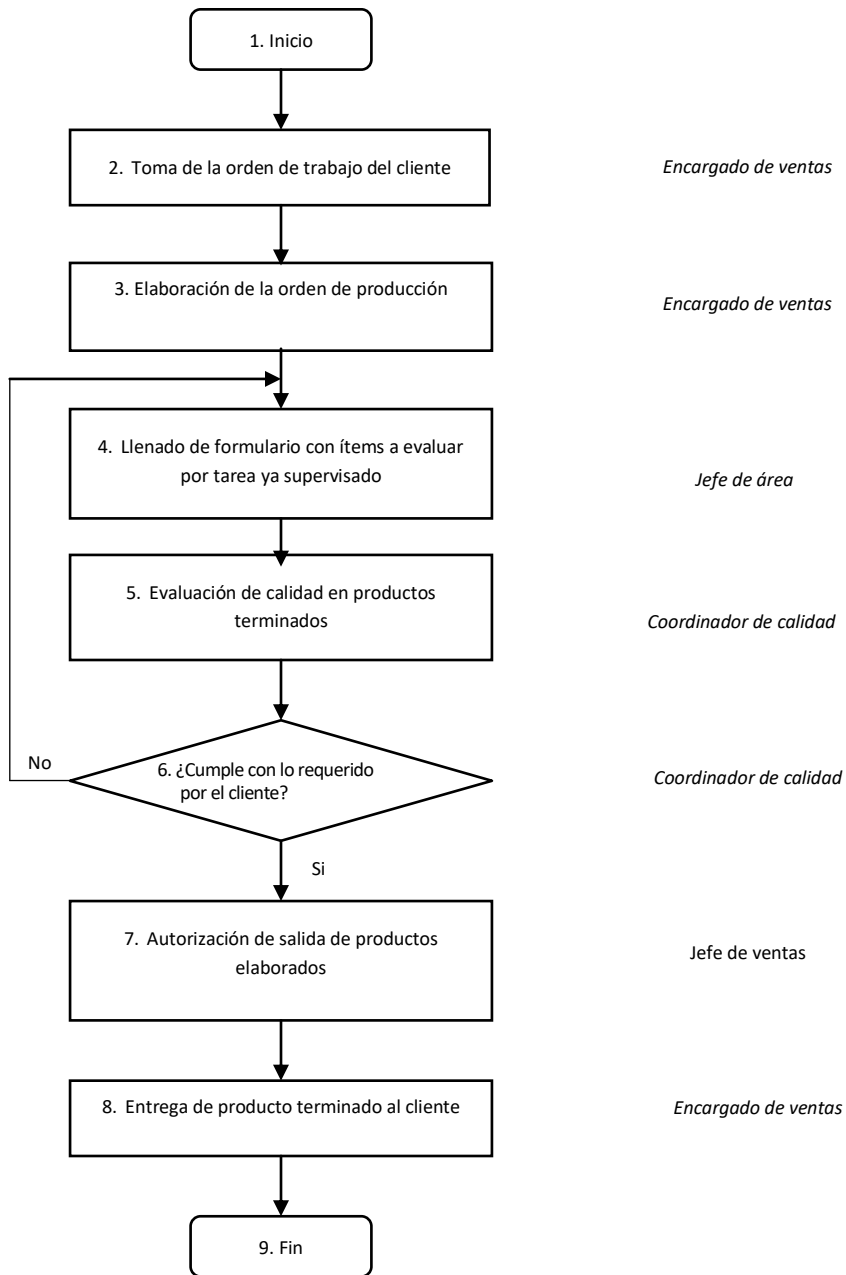 1. Inicio
2. Toma de la orden de trabajo del cliente
Encargado de ventas
3. Elaboración de la orden de producción
Encargado de ventas
4. Llenado de formulario con ítems a evaluar
por tarea ya supervisado
Jefe de área
5. Evaluación de calidad en productos
terminados
Coordinador de calidad
No
6. ¿Cumple con lo requerido
por el cliente?
Coordinador de calidad
Si
7. Autorización de salida de productos
elaborados
Jefe de ventas
8. Entrega de producto terminado al cliente
Encargado de ventas
9. Fin